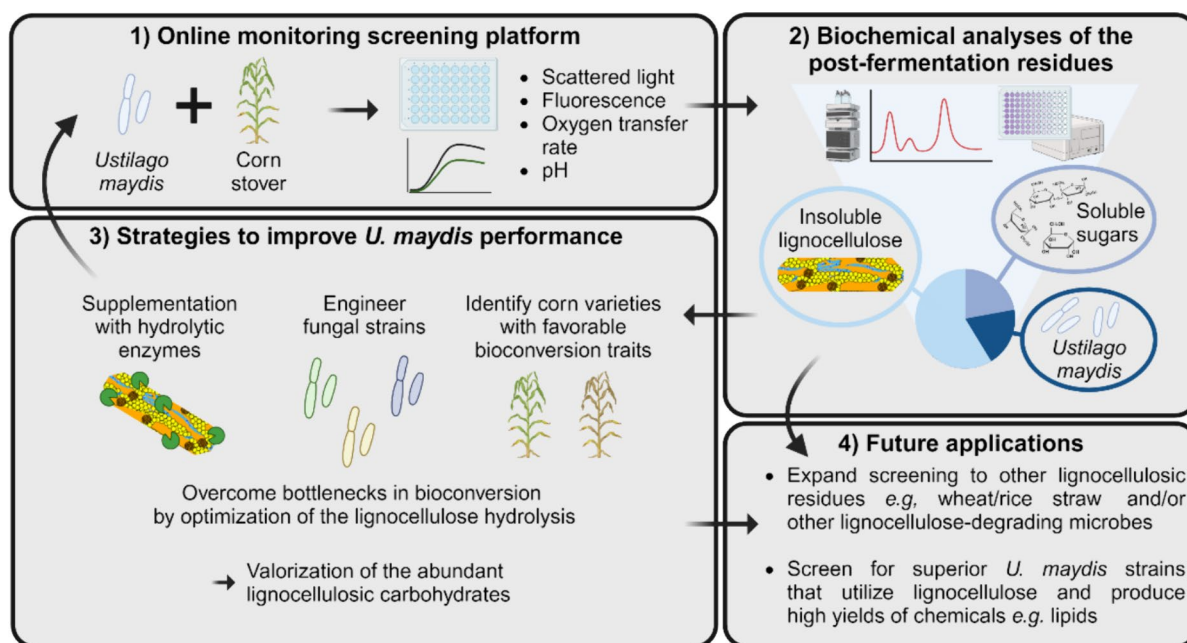 1) Online monitoring screening platform
Ustilago
maydis
Corn
stover
• Scattered light
• Fluorescence
• Oxygen transfer
rate
• pH
2) Biochemical analyses of the
post-fermentation residues
Insoluble
lignocellulose
Soluble
sugars
Ustilago
maydis
3) Strategies to improve U. maydis performance
Supplementation
with hydrolytic
enzymes
Engineer
fungal strains
Identify corn varieties
with favorable
bioconversion traits
Overcome bottlenecks in bioconversion
by optimization of the lignocellulose hydrolysis
Valorization of the abundant
lignocellulosic carbohydrates
4) Future applications
• Expand screening to other lignocellulosic
residues e.g, wheat/rice straw and/or
other lignocellulose-degrading microbes
• Screen for superior U. maydis strains
that utilize lignocellulose and produce
high yields of chemicals e.g. lipids